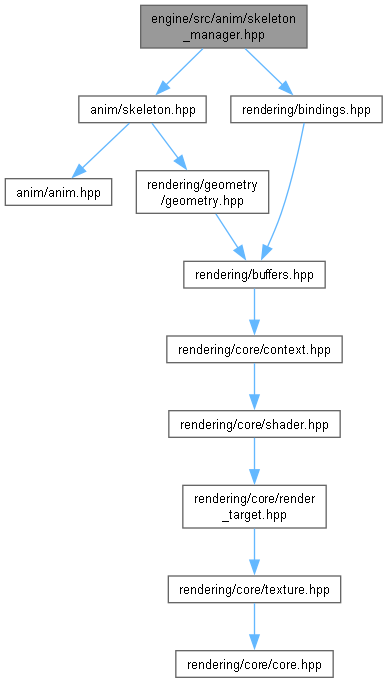 engine/src/anim/skeleton
_manager.hpp
anim/skeleton.hpp
rendering/bindings.hpp
anim/anim.hpp
rendering/geometry
/geometry.hpp
rendering/buffers.hpp
rendering/core/context.hpp
rendering/core/shader.hpp
rendering/core/render
_target.hpp
rendering/core/texture.hpp
rendering/core/core.hpp